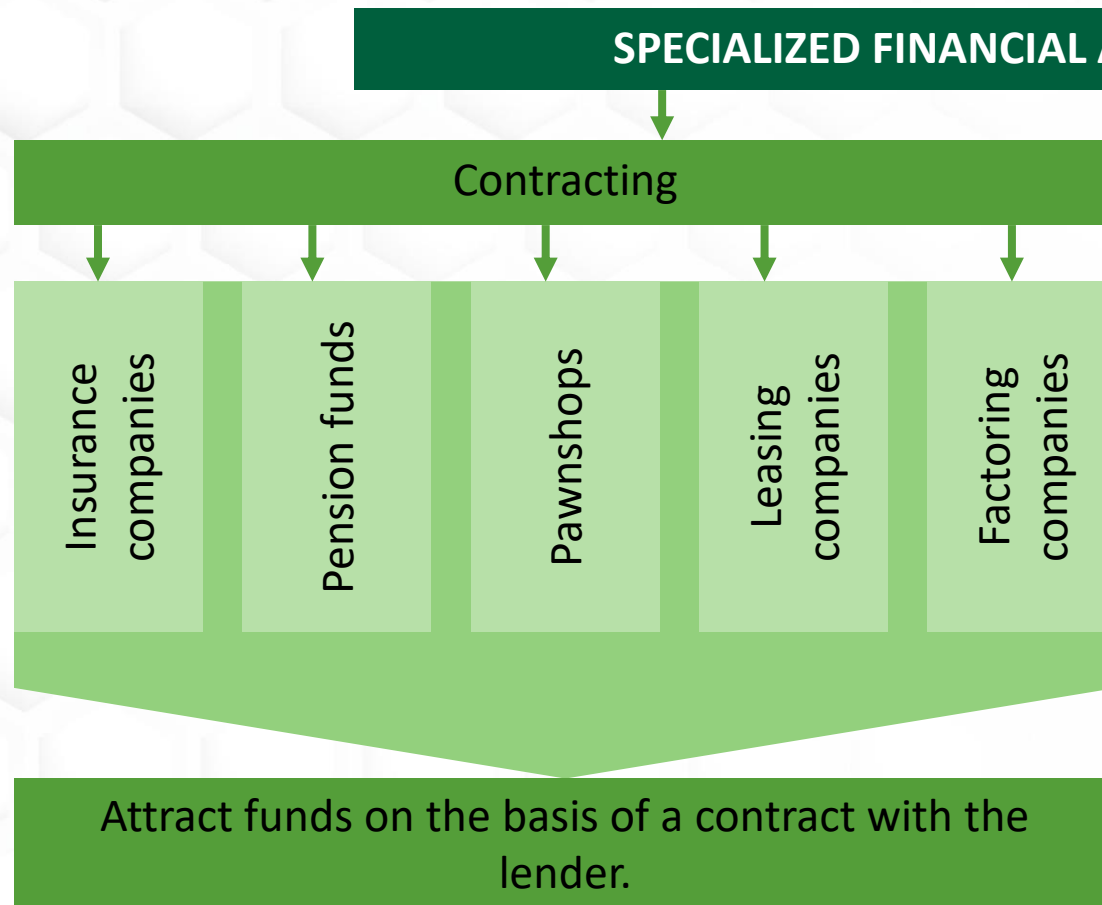 SPECIALIZED FINANCIAL
Contracting
Insurance
companies
Pension funds
Pawnshops
Leasing
companies
Factoring
companies
Attract funds on the basis of a contract with the
lender.